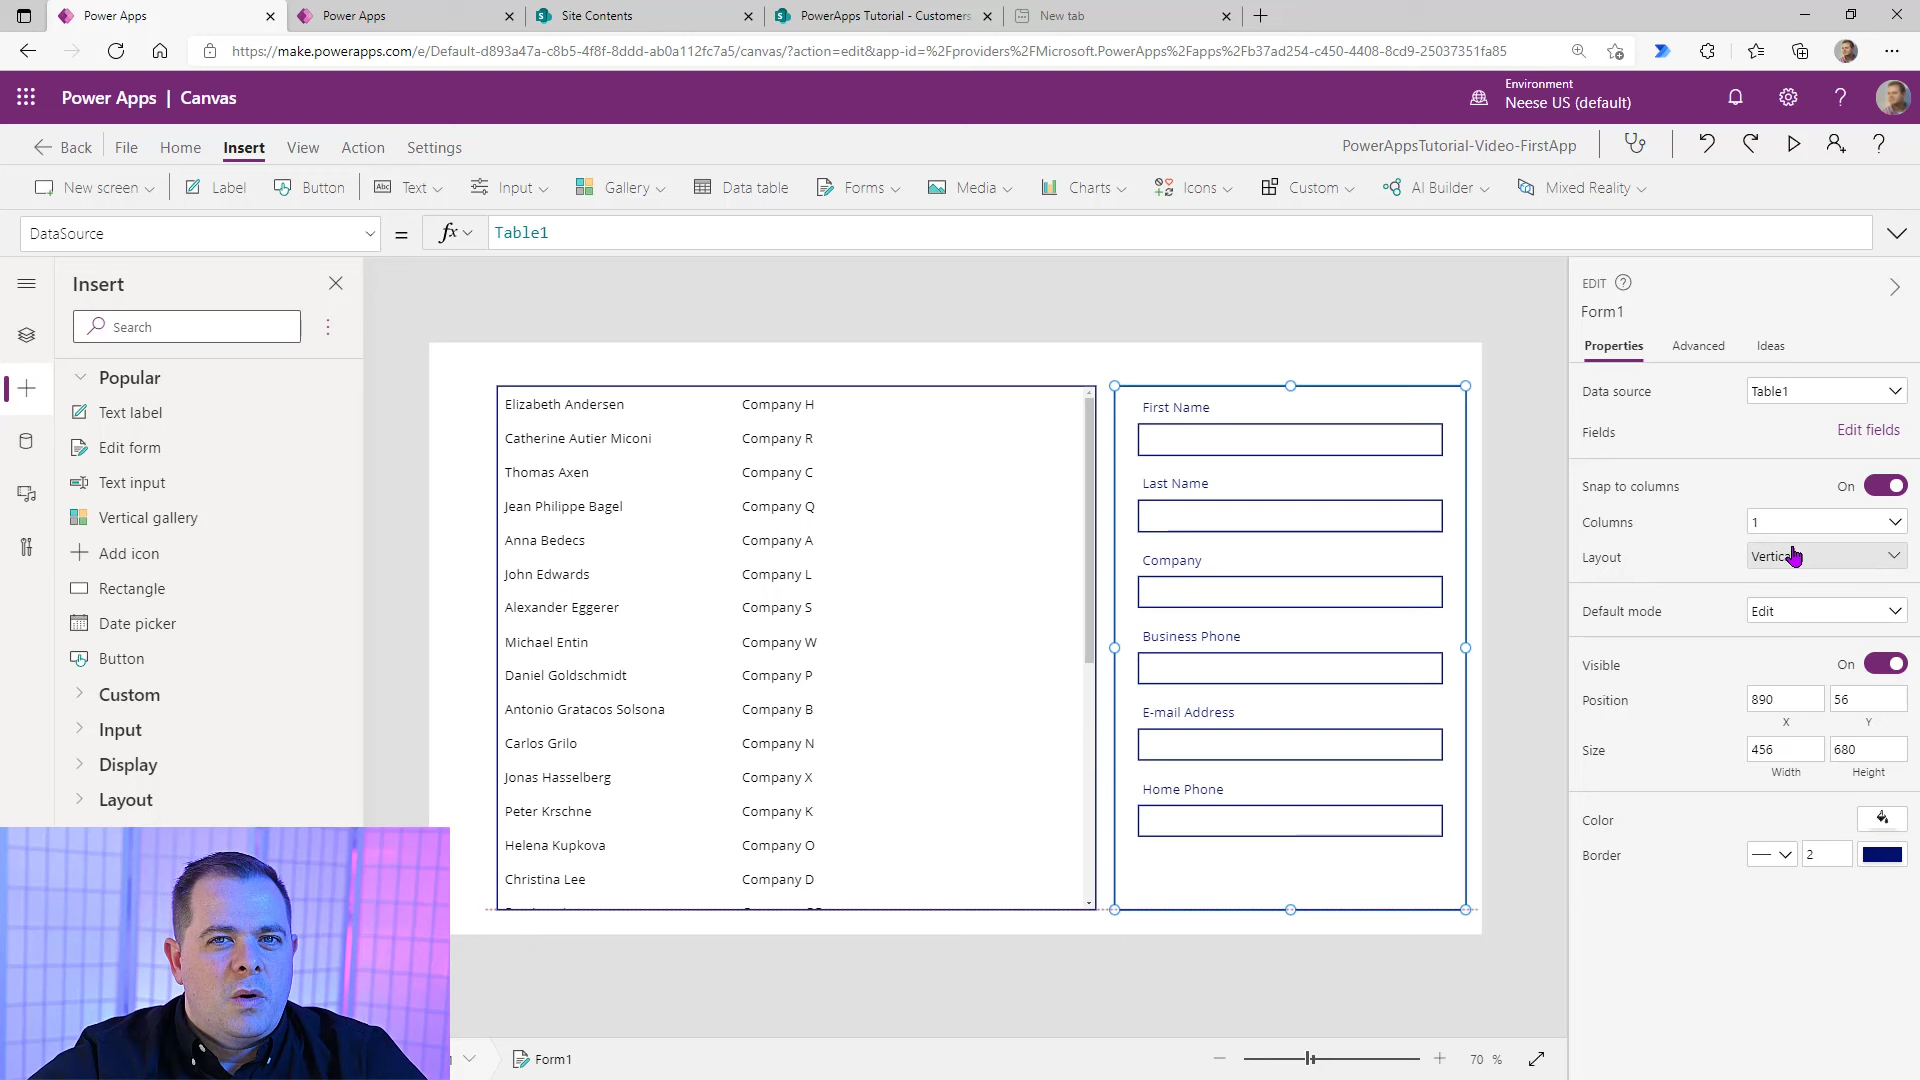 Power Apps
Power Apps
Site Contents
PowerApps Tutorial - Customers
New tab
https://make.powerapps.com/e/Default-d893a47a-c8b5-4f8f-8ddd-ab0a112fc7a5/canvas/?action=edit&app-id=%2Fproviders%2FMicrosoft.PowerApps%2Fapps%2Fb37ad254-c450-4408-8cd9-25037351fa85
Power Apps | Canvas
Environment
Neese US (default)
Back
File
Home
Insert
View
Action
Settings
PowerAppsTutorial-Video-FirstApp
New screen
Label
Button
Text
Input
Gallery
Data table
Forms
Media
Charts
Icons
Custom
AI Builder
Mixed Reality
DataSource
=
fx
Table1
Insert
Search
Popular
Text label
Edit form
Text input
Vertical gallery
Add icon
Rectangle
Date picker
Button
Custom
Input
Display
Layout
Elizabeth Andersen Company H
Catherine Autier Miconi Company R
Thomas Axen Company C
Jean Philippe Bagel Company Q
Anna Bedecs Company A
John Edwards Company L
Alexander Eggerer Company S
Michael Entin Company W
Daniel Goldschmidt Company P
Antonio Gratacos Solsona Company B
Carlos Grilo Company N
Jonas Hasselberg Company X
Peter Krschne Company K
Helena Kupkova Company O
Christina Lee Company D
First Name
Last Name
Company
Business Phone
E-mail Address
Home Phone
EDIT
Form1
Properties
Advanced
Ideas
Data source Table1
Fields Edit fields
Snap to columns On
Columns 1
Layout Vertical
Default mode Edit
Visible On
Position 890 56
X Y
Size 456 680
Width Height
Color
Border 2
Form1
70 %